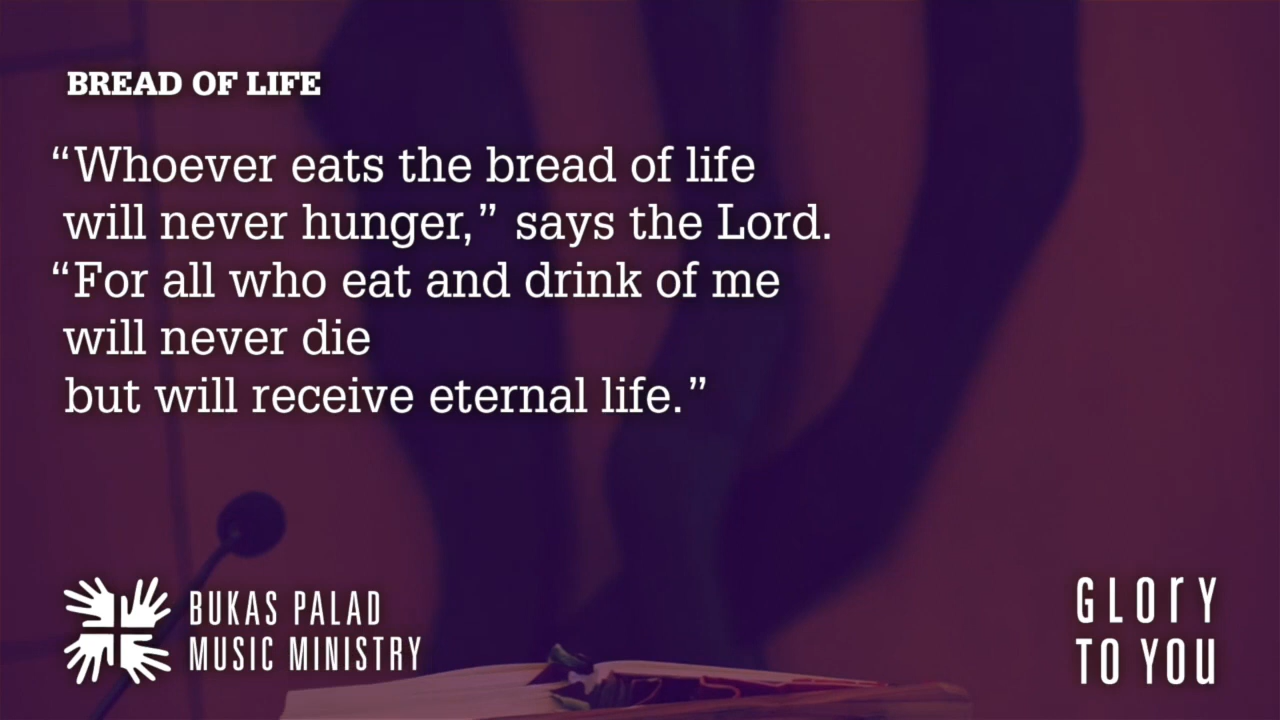 BREAD OF LIFE
“Whoever eats the bread of life
will never hunger,” says the Lord.
“For all who eat and drink of me
will never die
but will receive eternal life.”
BUKAS PALAD
MUSIC MINISTRY
GLORY
TO YOU